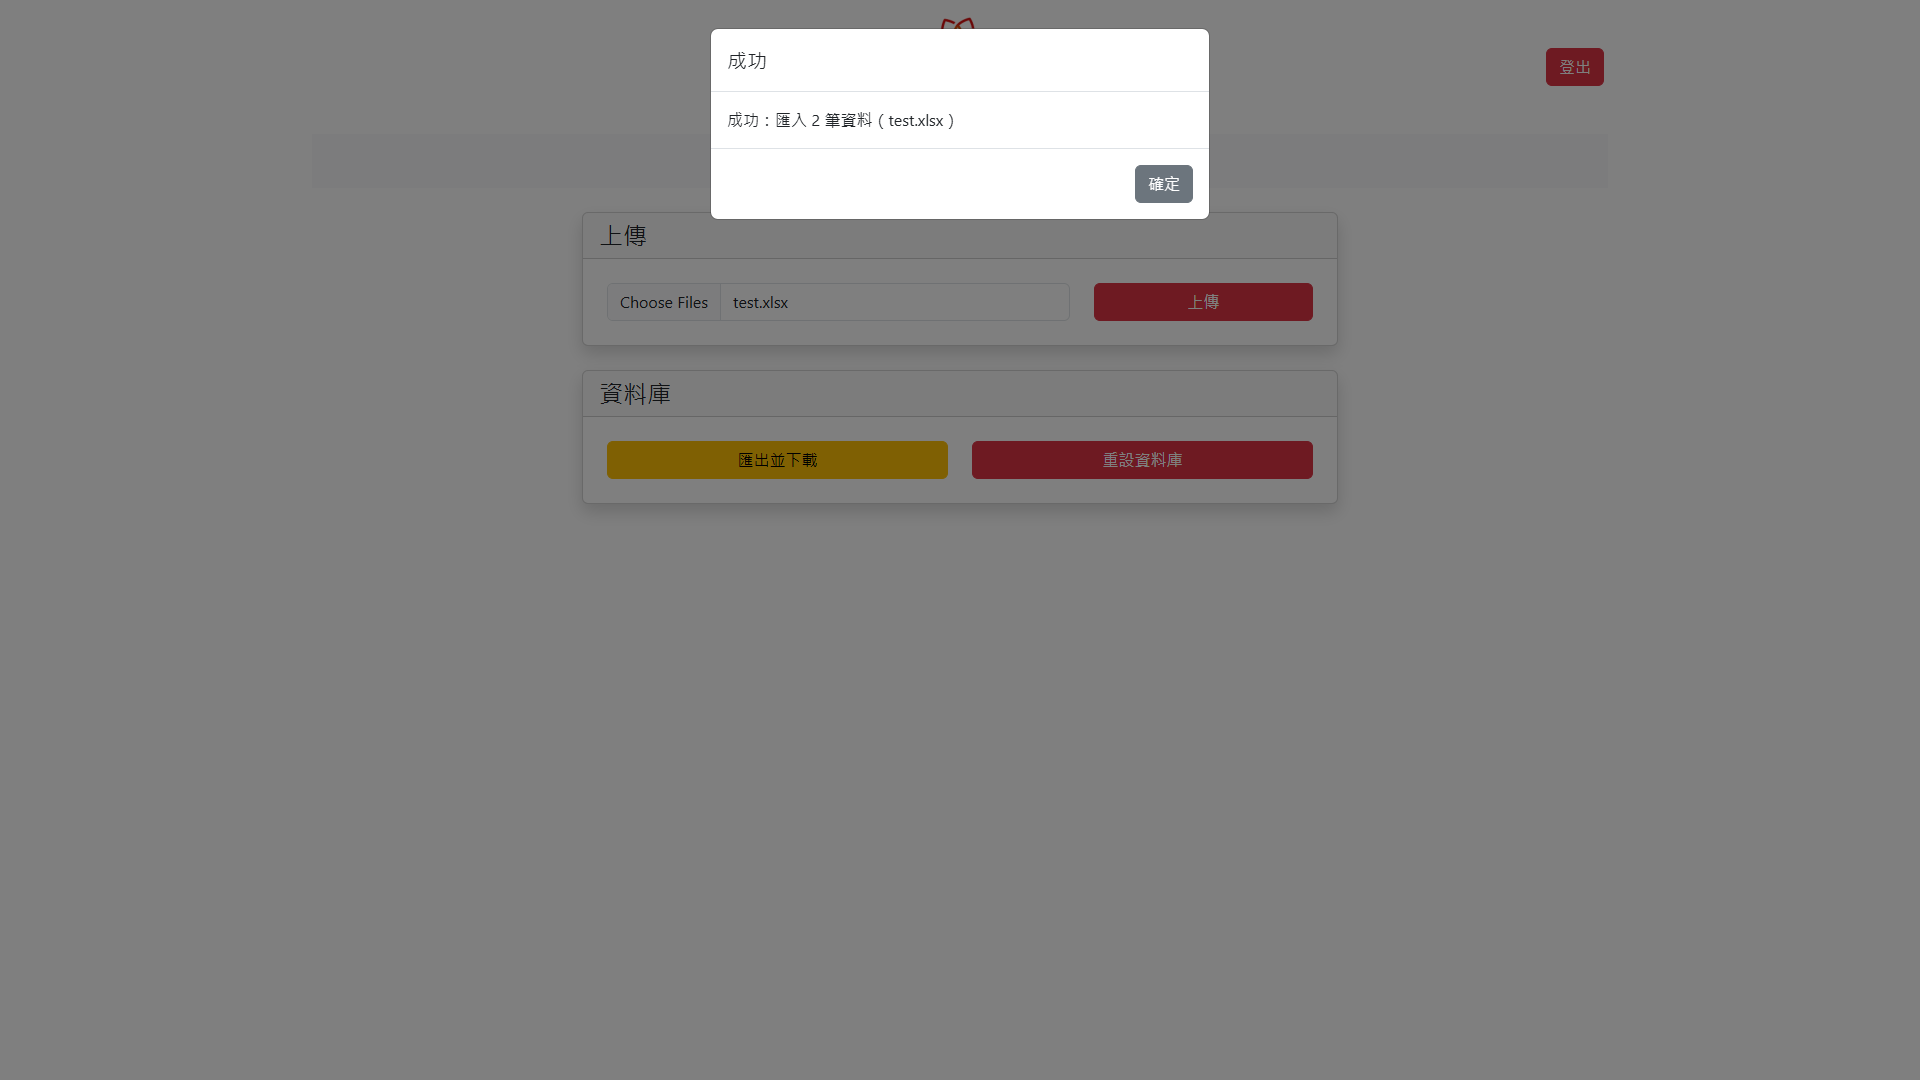 成功
成功：匯入 2 筆資料（test.xlsx）
確定
登出
上傳
Choose Files test.xlsx
上傳
資料庫
匯出並下載
重設資料庫